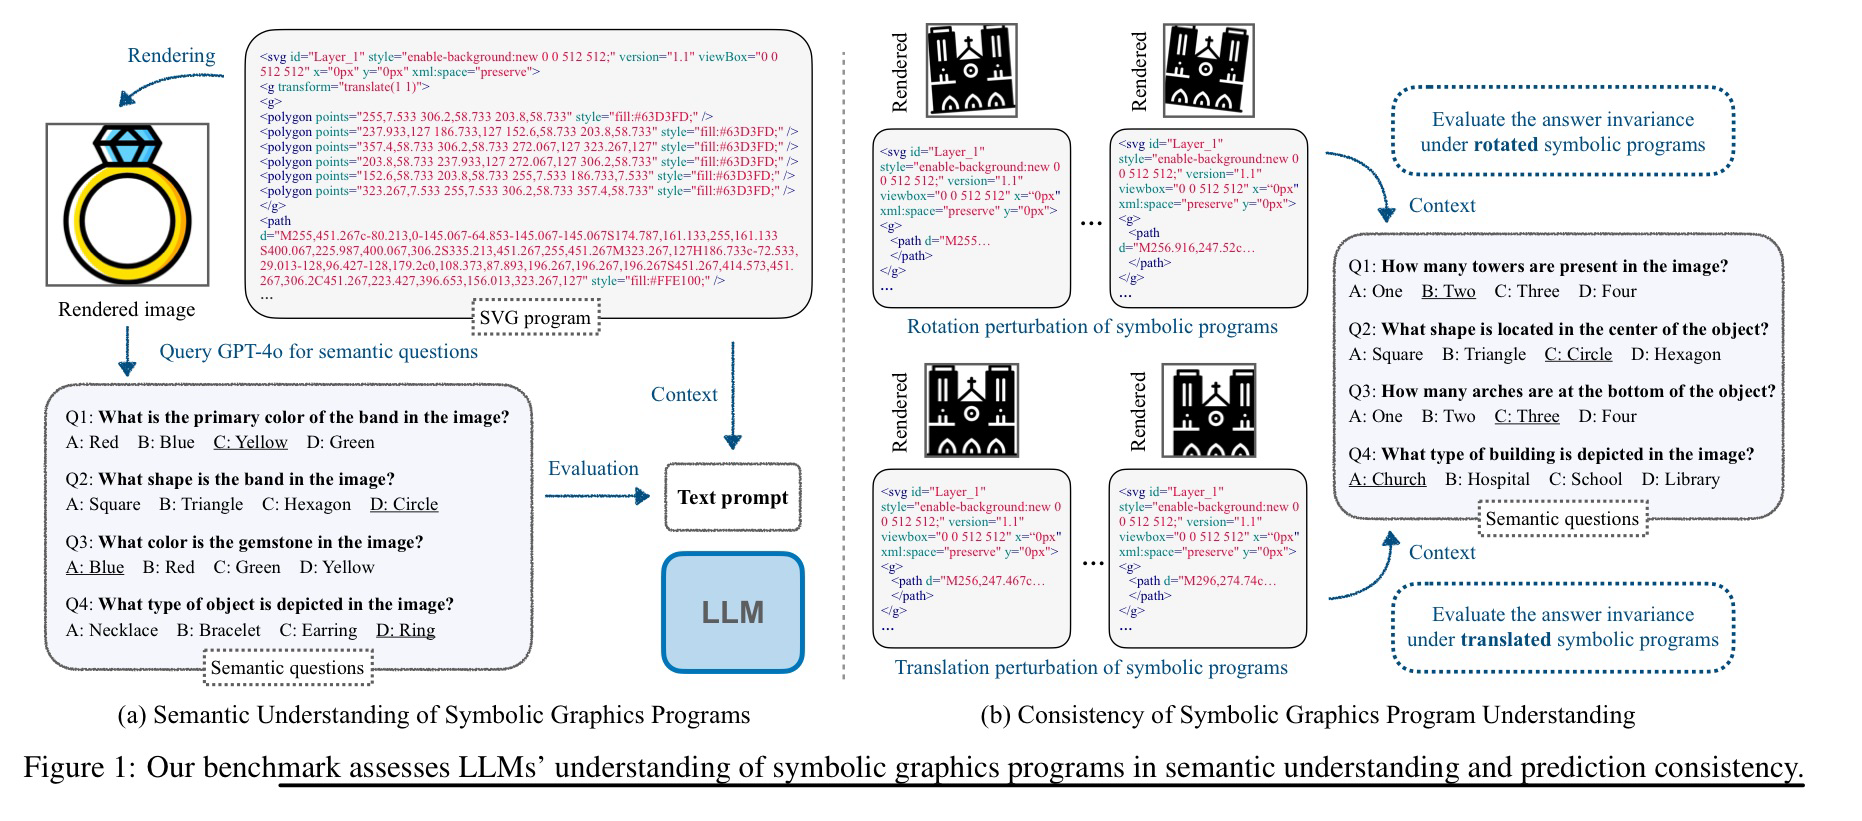 Rendering
<svg id="Layer_1" style="enable-background:new 0 0 512 512;" version="1.1" viewBox="0 0
512 512" x="0px" y="0px" xml:space="preserve">
<g transform="translate(1 1)">
<g>
<polygon points="255,7.533 306.2,58.733 203.8,58.733" style="fill:#63D3FD;" />
<polygon points="237.933,127 186.733,127 152.6,58.733 203.8,58.733" style="fill:#63D3FD;" />
<polygon points="357.4,58.733 306.2,58.733 272.067,127 323.267,127" style="fill:#63D3FD;" />
<polygon points="203.8,58.733 237.933,127 272.067,127 306.2,58.733" style="fill:#63D3FD;" />
<polygon points="152.6,58.733 203.8,58.733 255,7.533 186.733,7.533" style="fill:#63D3FD;" />
<polygon points="323.267,7.533 255,7.533 306.2,58.733 357.4,58.733" style="fill:#63D3FD;" />
</g>
<path
d="M255,451.267c-80.213,0-145.067-64.853-145.067-145.067S174.787,161.133,255,161.133
S400.067,225.987,400.067,306.2S335.213,451.267,255,451.267M323.267,127H186.733c-72.533,
29.013-128,96.427-128,179.2c0,108.373,87.893,196.267,196.267,196.267S451.267,414.573,451.
267,306.2C451.267,223.427,396.653,156.013,323.267,127" style="fill:#FFE100;" />
...
SVG program
Rendered image
Query GPT-4o for semantic questions
Context
Q1: What is the primary color of the band in the image?
A: Red B: Blue C: Yellow D: Green
Q2: What shape is the band in the image?
A: Square B: Triangle C: Hexagon D: Circle
Q3: What color is the gemstone in the image?
A: Blue B: Red C: Green D: Yellow
Q4: What type of object is depicted in the image?
A: Necklace B: Bracelet C: Earring D: Ring
Semantic questions
Evaluation
Text prompt
LLM
(a) Semantic Understanding of Symbolic Graphics Programs
Rendered
<svg id="Layer_1"
style="enable-background:new 0
0 512 512;" version="1.1"
viewbox="0 0 512 512" x="0px"
xml:space="preserve" y="0px">
<g>
<path d="M255...
</path>
</g>
...
...
Rendered
<svg id="Layer_1"
style="enable-background:new 0
0 512 512;" version="1.1"
viewbox="0 0 512 512" x="0px"
xml:space="preserve" y="0px">
<g>
<path
d="M256.916,247.52c...
</path>
</g>
...
Rotation perturbation of symbolic programs
Rendered
<svg id="Layer_1"
style="enable-background:new 0
0 512 512;" version="1.1"
viewbox="0 0 512 512" x="0px"
xml:space="preserve" y="0px">
<g>
<path d="M256,247.467c...
</path>
</g>
...
...
Rendered
<svg id="Layer_1"
style="enable-background:new 0
0 512 512;" version="1.1"
viewbox="0 0 512 512" x="0px"
xml:space="preserve" y="0px">
<g>
<path d="M296,274.74c...
</path>
</g>
...
Translation perturbation of symbolic programs
Evaluate the answer invariance
under rotated symbolic programs
Context
Q1: How many towers are present in the image?
A: One B: Two C: Three D: Four
Q2: What shape is located in the center of the object?
A: Square B: Triangle C: Circle D: Hexagon
Q3: How many arches are at the bottom of the object?
A: One B: Two C: Three D: Four
Q4: What type of building is depicted in the image?
A: Church B: Hospital C: School D: Library
Semantic questions
Context
Evaluate the answer invariance
under translated symbolic programs
(b) Consistency of Symbolic Graphics Program Understanding
Figure 1: Our benchmark assesses LLMs' understanding of symbolic graphics programs in semantic understanding and prediction consistency.